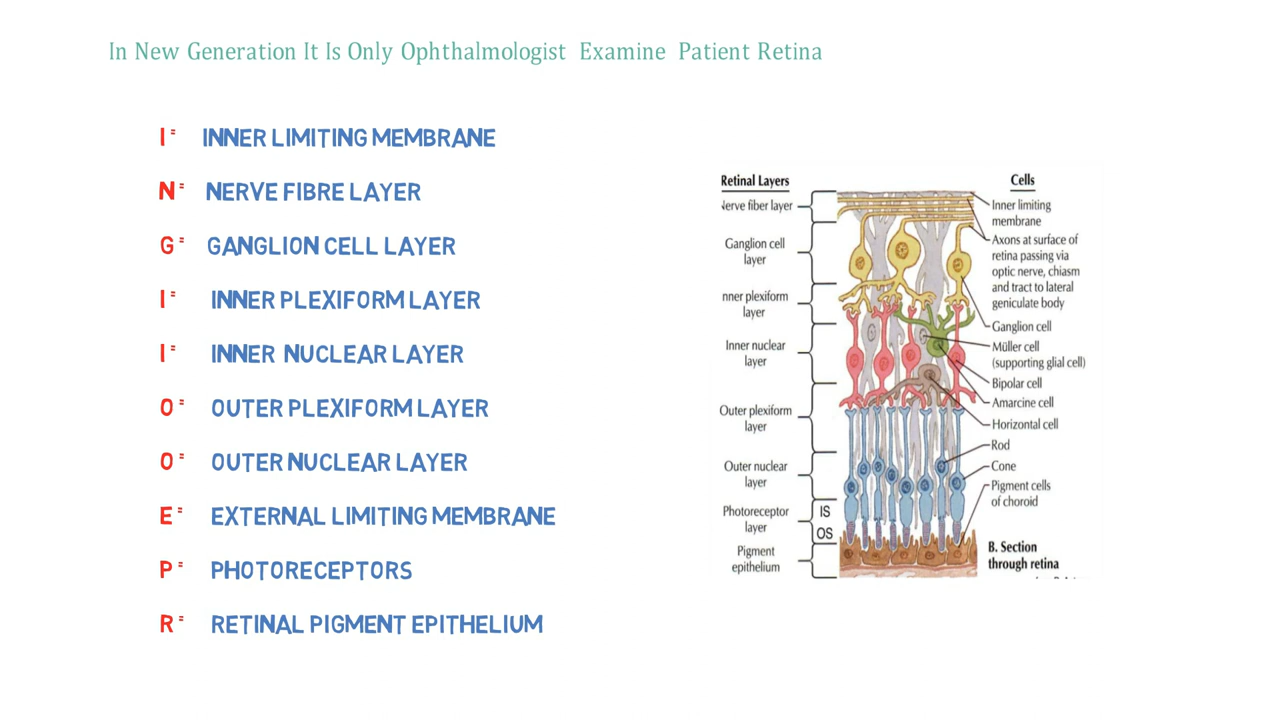 In New Generation It Is Only Ophthalmologist Examine Patient Retina
I = INNER LIMITING MEMBRANE
N = NERVE FIBRE LAYER
G = GANGLION CELL LAYER
I = INNER PLEXIFORM LAYER
I = INNER NUCLEAR LAYER
O = OUTER PLEXIFORM LAYER
O = OUTER NUCLEAR LAYER
E = EXTERNAL LIMITING MEMBRANE
P = PHOTORECEPTORS
R = RETINAL PIGMENT EPITHELIUM
Retinal Layers
lerve fiber layer
Ganglion cell
layer
nner plexiform
layer
Inner nuclear
layer
Outer plexiform
layer
Outer nuclear
layer
Photoreceptor
layer
IS
OS
Pigment
epithelium
Cells
Inner limiting
membrane
Axons at surface of
retina passing via
optic nerve, chiasm
and tract to lateral
geniculate body
Ganglion cell
Müller cell
(supporting glial cell)
Bipolar cell
Amarcine cell
Horizontal cell
Rod
Cone
Pigment cells
of choroid
B. Section
through retina